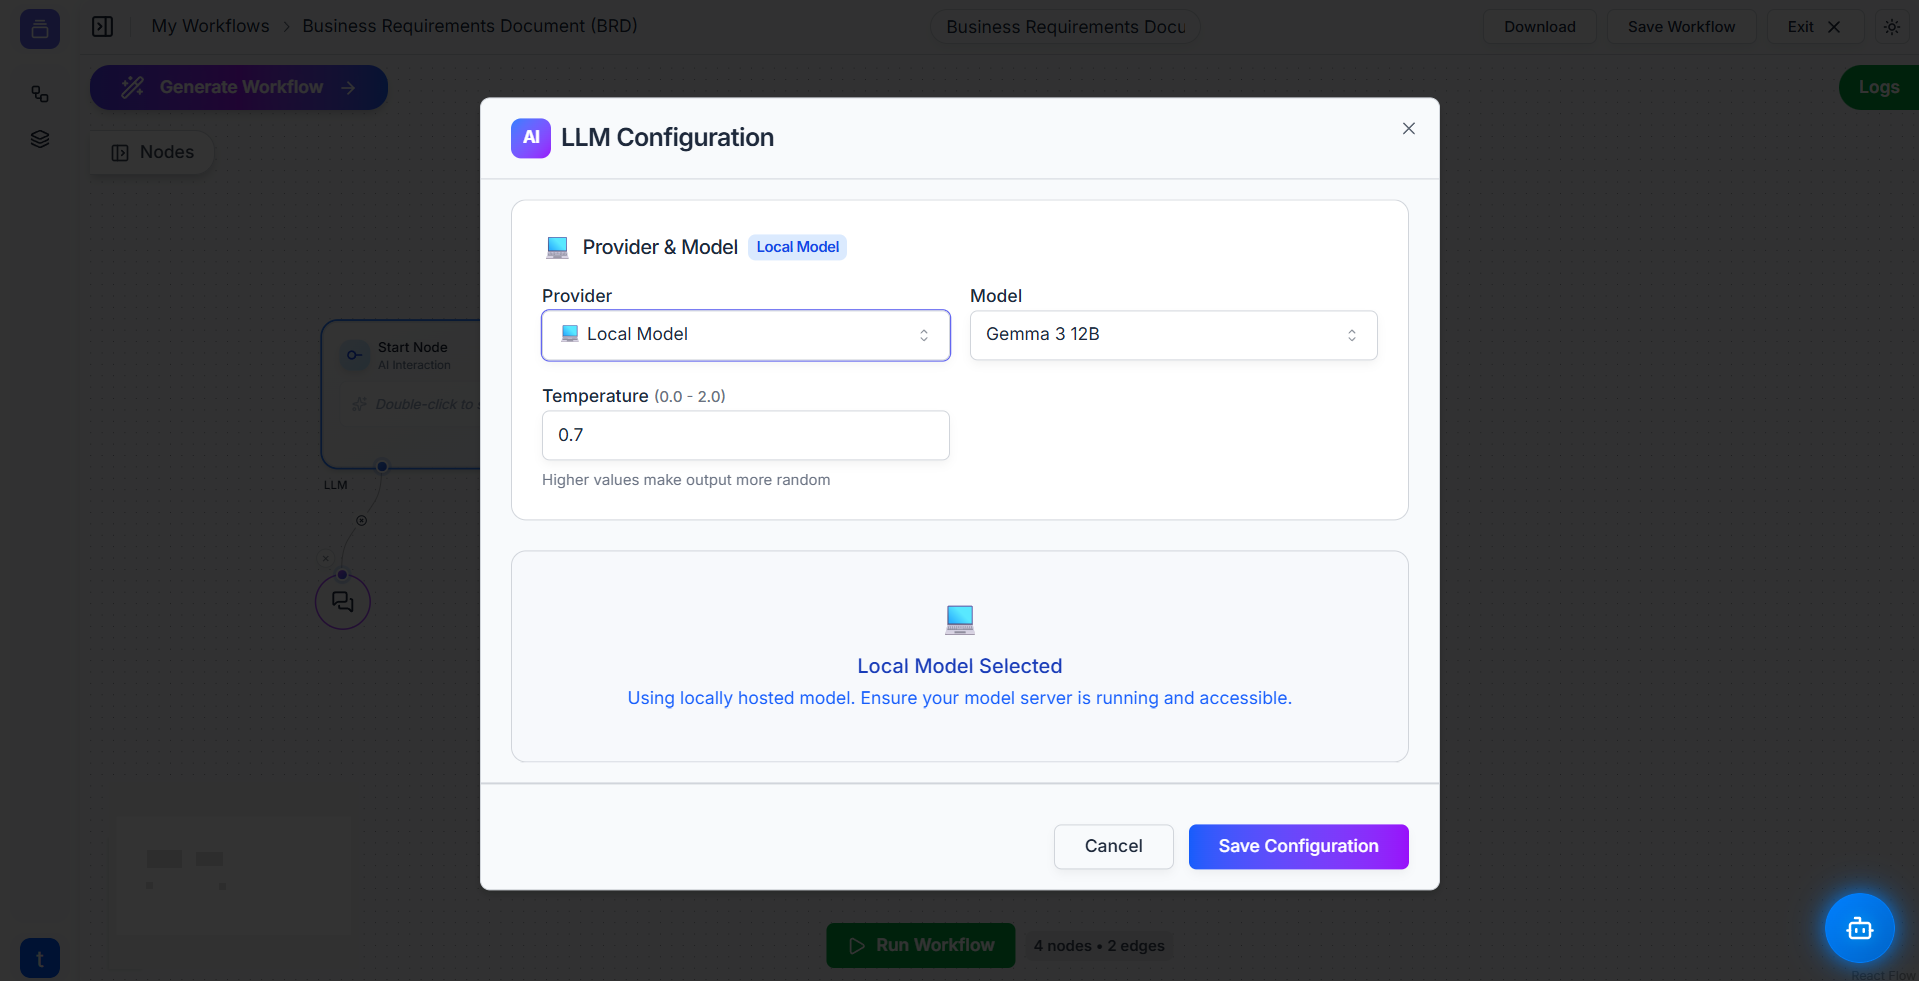 My Workflows
Business Requirements Document (BRD)
Business Requirements Docu
Download
Save Workflow
Exit
Generate Workflow
Logs
Nodes
AI
LLM Configuration
Provider & Model
Local Model
Provider
Model
Local Model
Gemma 3 12B
Temperature (0.0 - 2.0)
0.7
Higher values make output more random
Start Node
AI Interaction
Double-click to
LLM
Local Model Selected
Using locally hosted model. Ensure your model server is running and accessible.
Cancel
Save Configuration
Run Workflow
4 nodes • 2 edges
t
React Flow